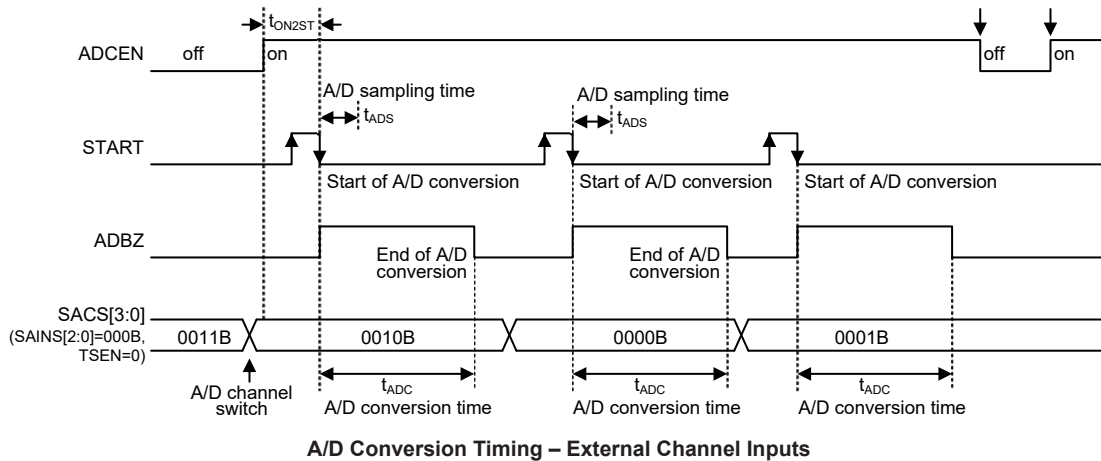 tON2ST
ADCEN
off
on
off
on
A/D sampling time
tADS
A/D sampling time
tADS
START
Start of A/D conversion
Start of A/D conversion
Start of A/D conversion
ADBZ
End of A/D
conversion
End of A/D
conversion
SACS[3:0]
(SAINS[2:0]=000B,
TSEN=0)
0011B
0010B
0000B
0001B
A/D channel
switch
tADC
A/D conversion time
tADC
A/D conversion time
tADC
A/D conversion time
A/D Conversion Timing – External Channel Inputs